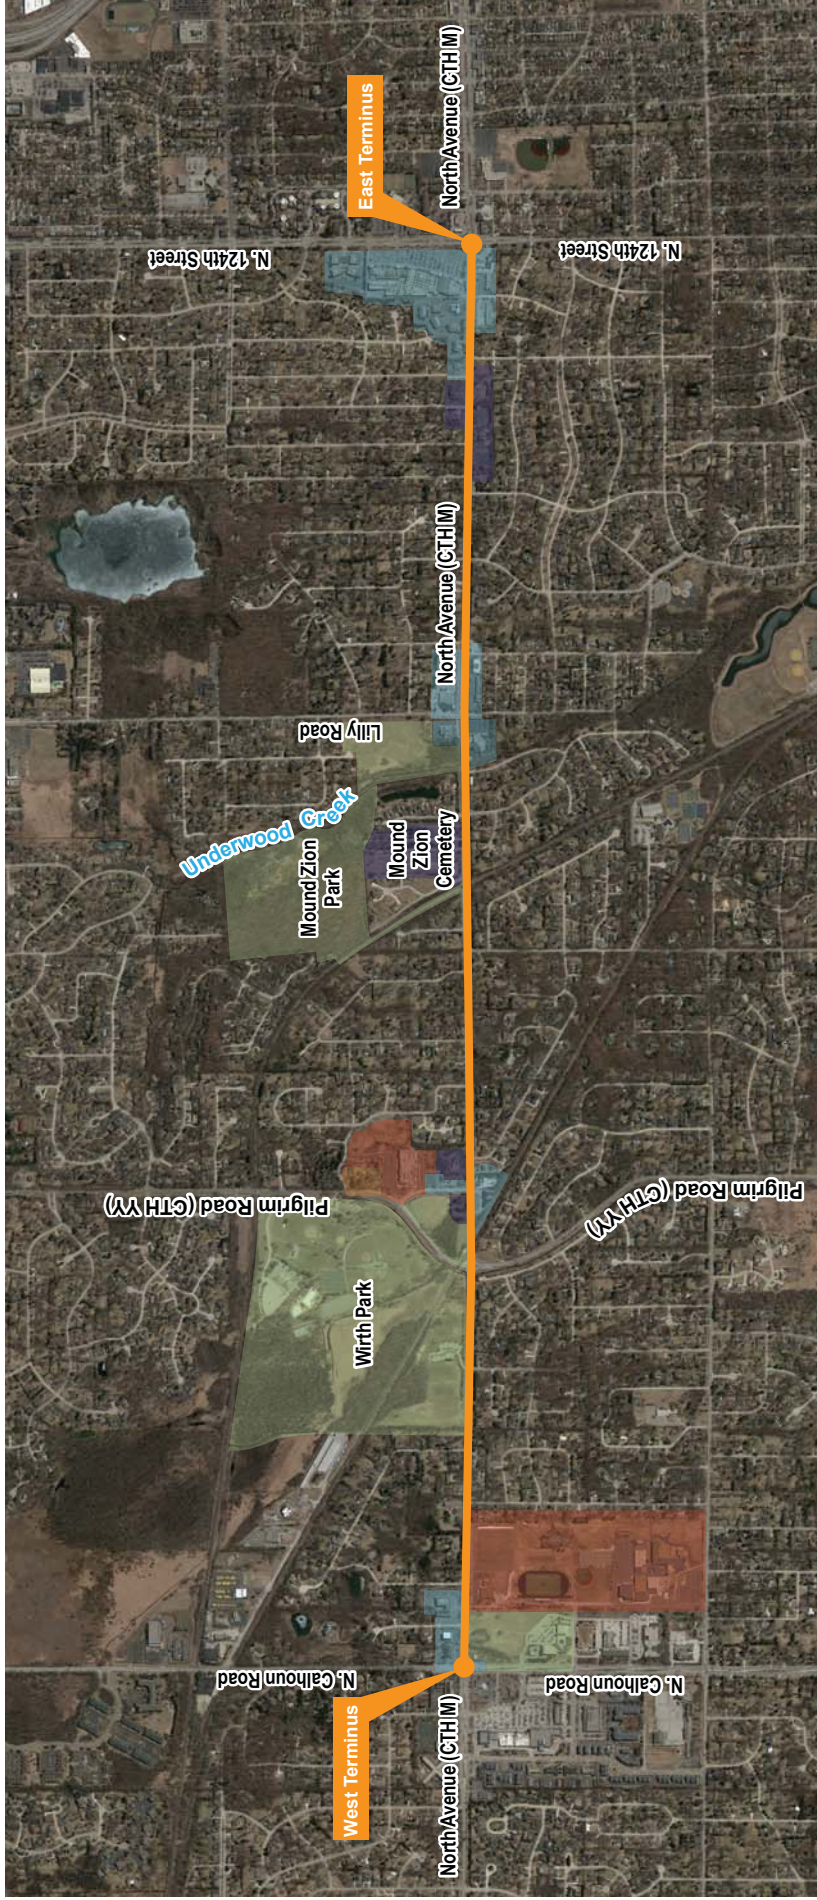 North Avenue (CTH M)
East Terminus
N. 124th Street
N. 124th Street
North Avenue (CTH M)
Lilly Road
Underwood Creek
Mound Zion
Park
Mound
Zion
Cemetery
Pilgrim Road (CTH YY)
Pilgrim Road (CTH YY)
Wirth Park
N. Calhoun Road
N. Calhoun Road
West Terminus
North Avenue (CTH M)